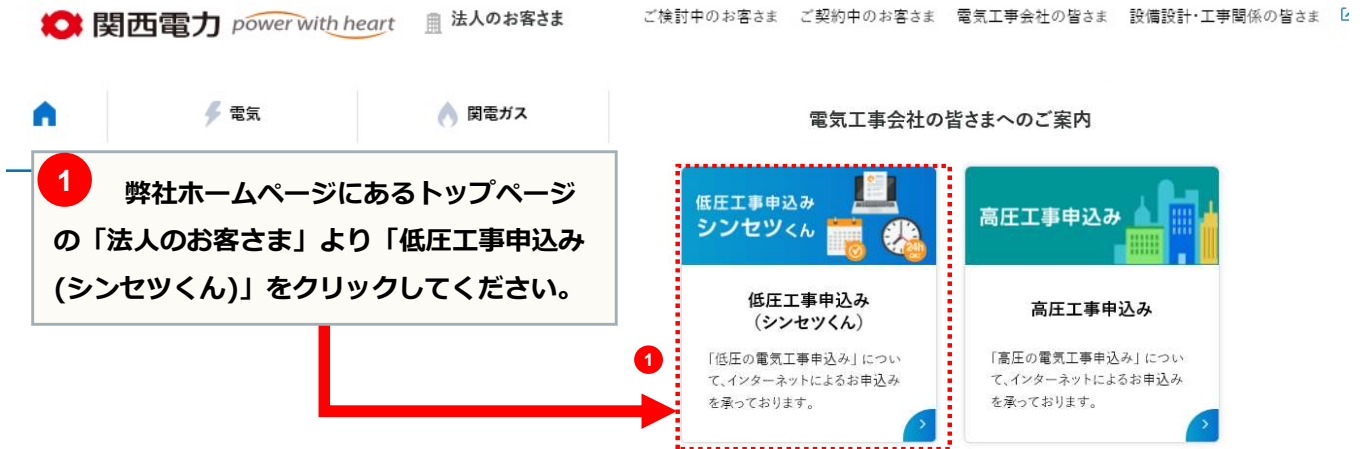 関西電力 power with heart
法人のお客さま
ご検討中のお客さま ご契約中のお客さま 電気工事会社の皆さま 設備設計・工事関係の皆さま
電気
関電ガス
電気工事会社の皆さまへのご案内
1
弊社ホームページにあるトップページ
の「法人のお客さま」より「低圧工事申込み
(シンセツくん)」をクリックしてください。
低圧工事申込み
シンセツくん
24h
OK!
低圧工事申込み
（シンセツくん）
1
「低圧の電気工事申込み」につい
て、インターネットによるお申込み
を承っております。
高圧工事申込み
高圧工事申込み
「高圧の電気工事申込み」につい
て、インターネットによるお申込み
を承っております。